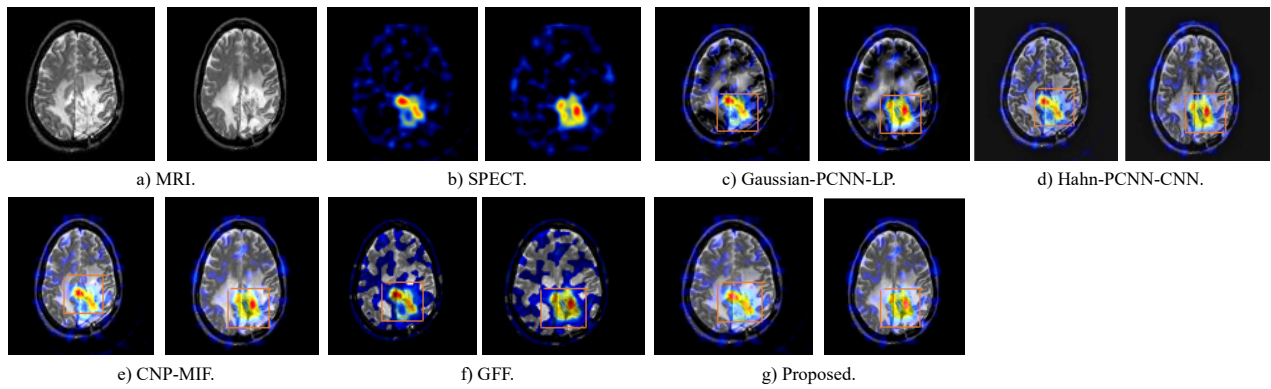 a) MRI.
b) SPECT.
c) Gaussian-PCNN-LP.
d) Hahn-PCNN-CNN.
e) CNP-MIF.
f) GFF.
g) Proposed.